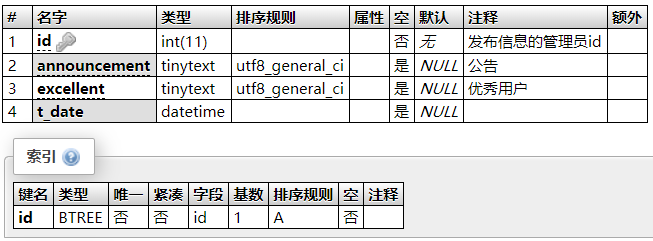 # 名字 类型 排序规则 属性 空 默认 注释 额外
1 id int(11) 否 无 发布信息的管理员id
2 announcement tinytext utf8_general_ci 是 NULL 公告
3 excellent tinytext utf8_general_ci 是 NULL 优秀用户
4 t_date datetime 是 NULL
索引
键名 类型 唯一 紧凑 字段 基数 排序规则 空 注释
id BTREE 否 否 id 1 A 否